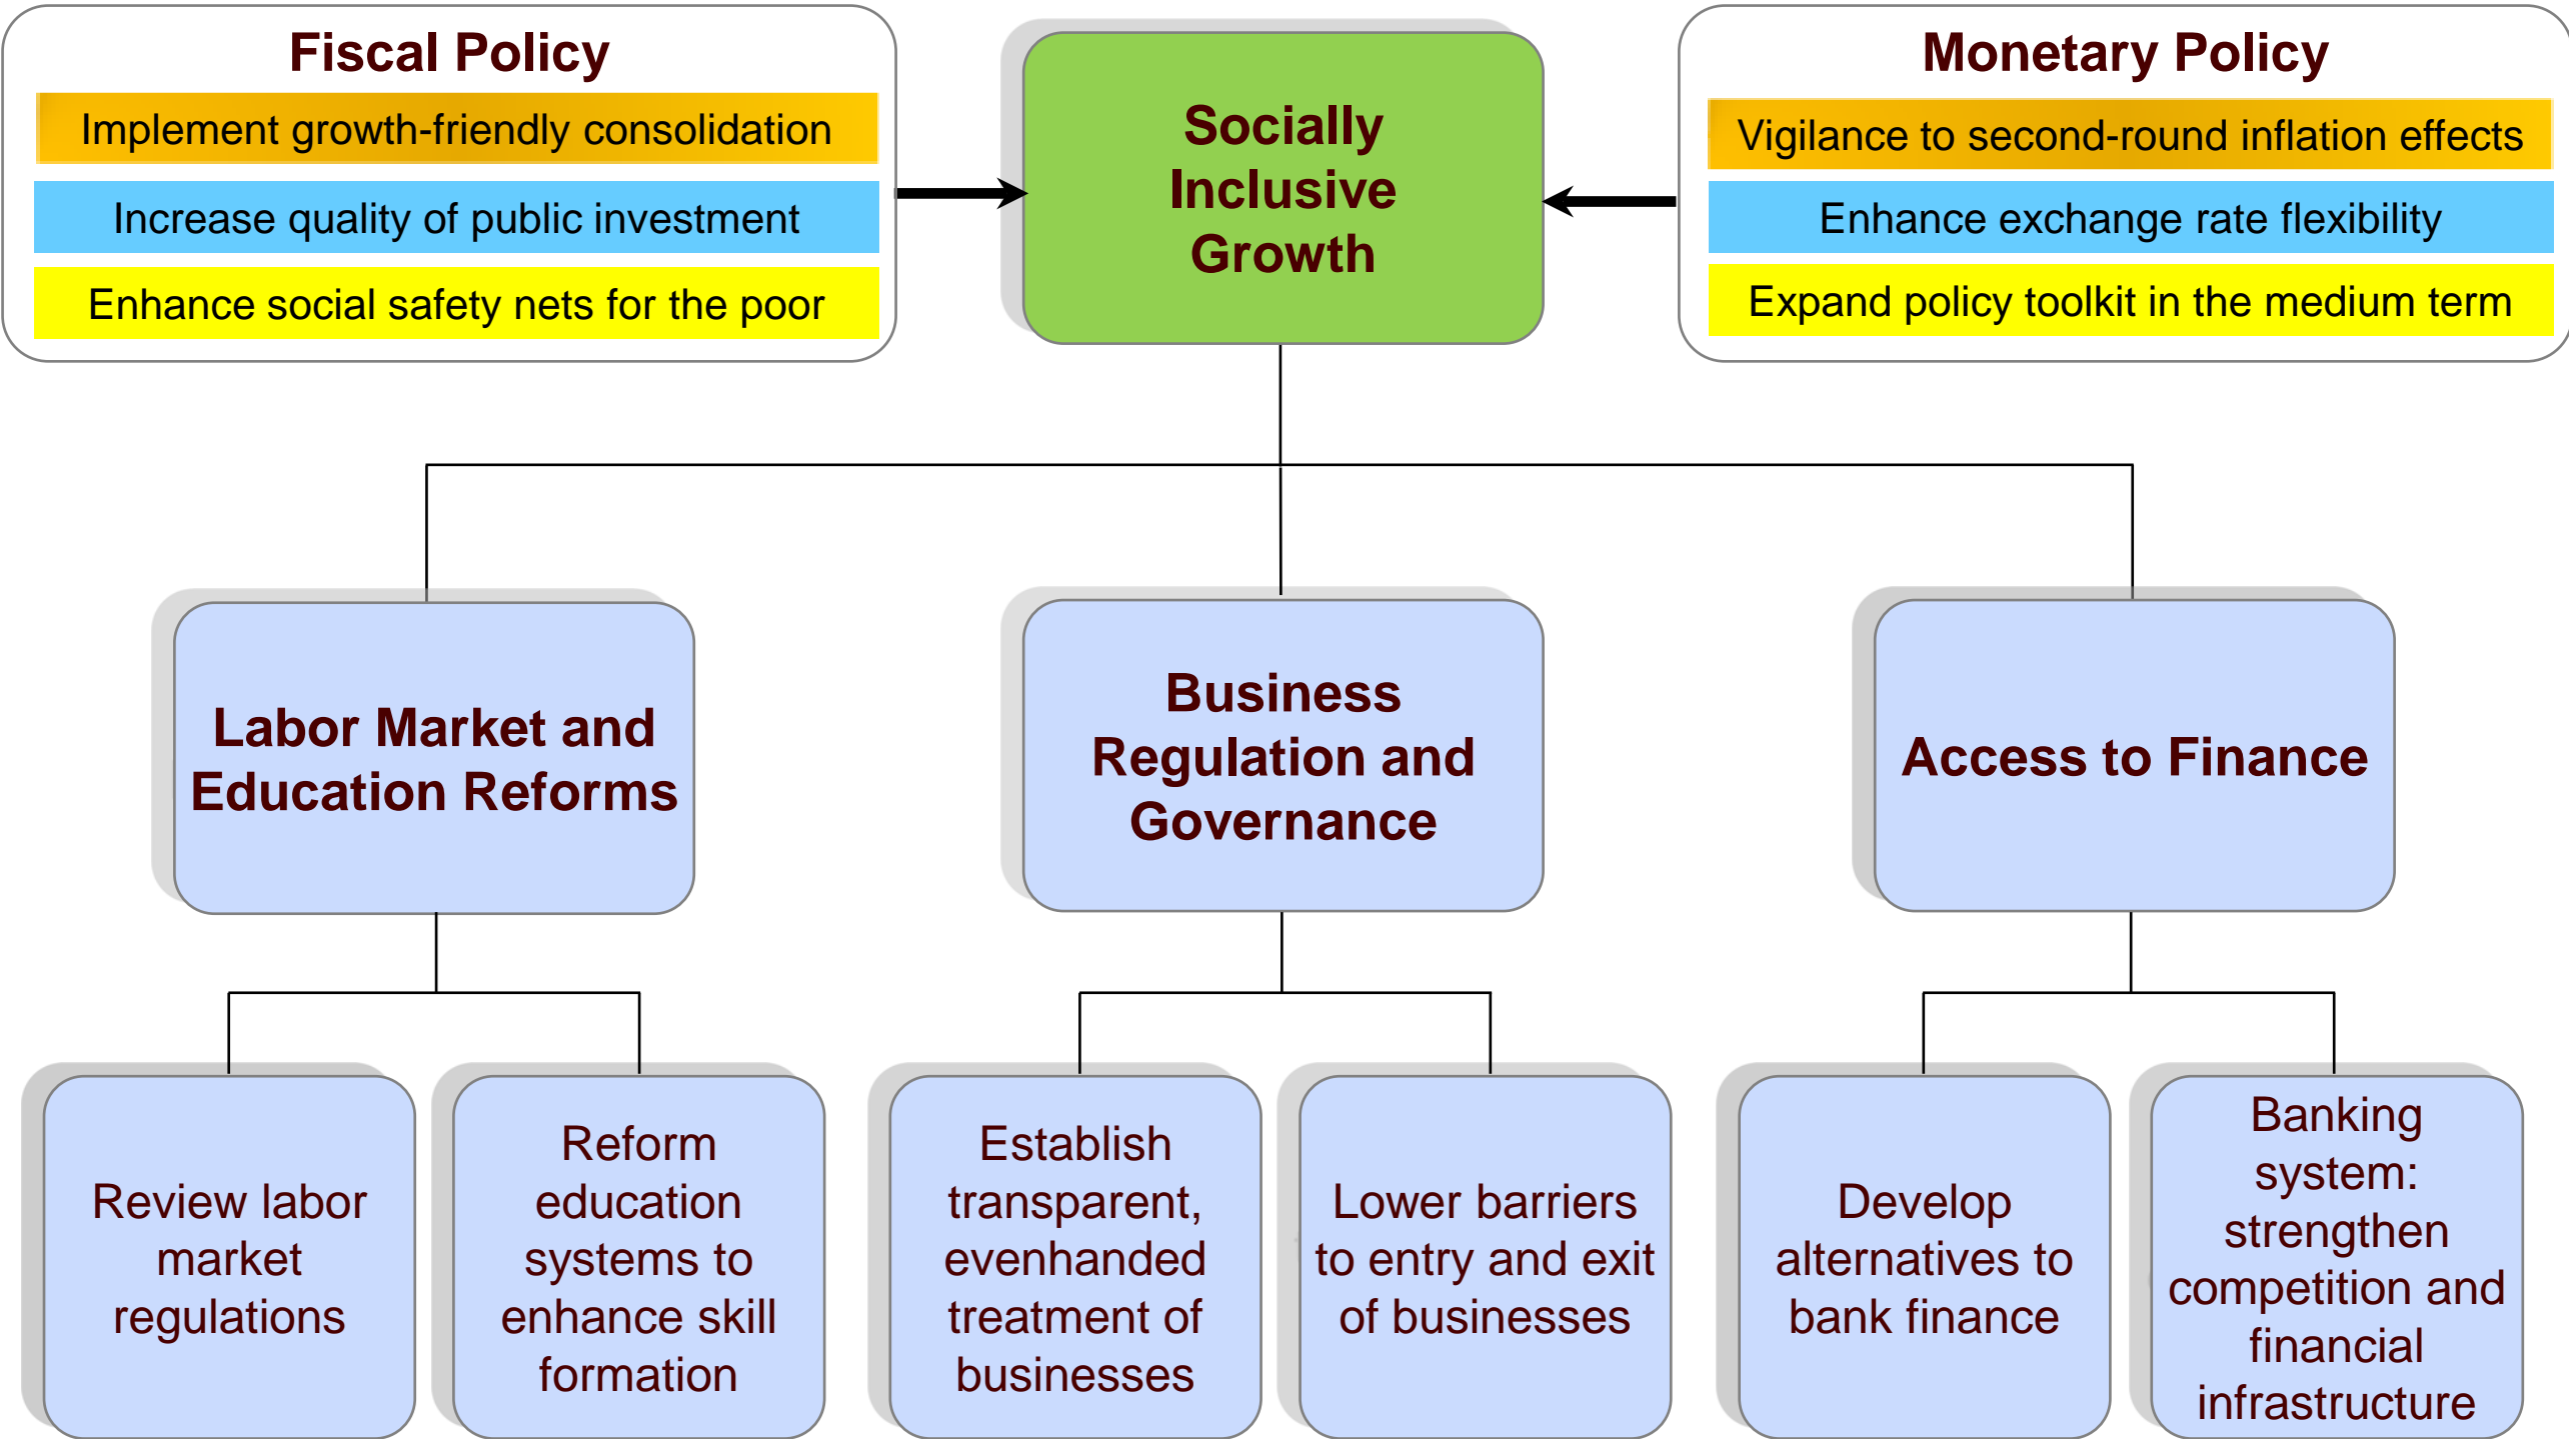 Fiscal Policy
Implement growth-friendly consolidation
Increase quality of public investment
Enhance social safety nets for the poor
Socially
Inclusive
Growth
Monetary Policy
Vigilance to second-round inflation effects
Enhance exchange rate flexibility
Expand policy toolkit in the medium term
Labor Market and
Education Reforms
Business
Regulation and
Governance
Access to Finance
Review labor
market
regulations
Reform
education
systems to
enhance skill
formation
Establish
transparent,
evenhanded
treatment of
businesses
Lower barriers
to entry and exit
of businesses
Develop
alternatives to
bank finance
Banking
system:
strengthen
competition and
financial
infrastructure